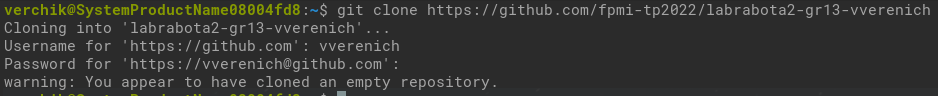 verchik@SystemProductName08004fd8:~$ git clone https://github.com/fpmi-tp2022/labrabota2-gr13-vverenich
Cloning into 'labrabota2-gr13-vverenich'...
Username for 'https://github.com': vverenich
Password for 'https://vverenich@github.com':
warning: You appear to have cloned an empty repository.
verchik@SystemProductName08004fd8:~$